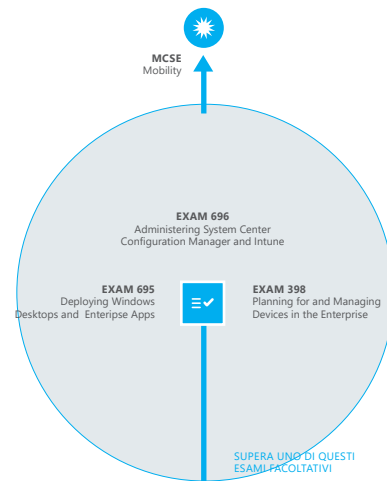 MCSE
Mobility
EXAM 696
Administering System Center
Configuration Manager and Intune
EXAM 695
Deploying Windows
Desktops and Enteripse Apps
EXAM 398
Planning for and Managing
Devices in the Enterprise
SUPERA UNO DI QUESTI
ESAMI FACOLTATIVI